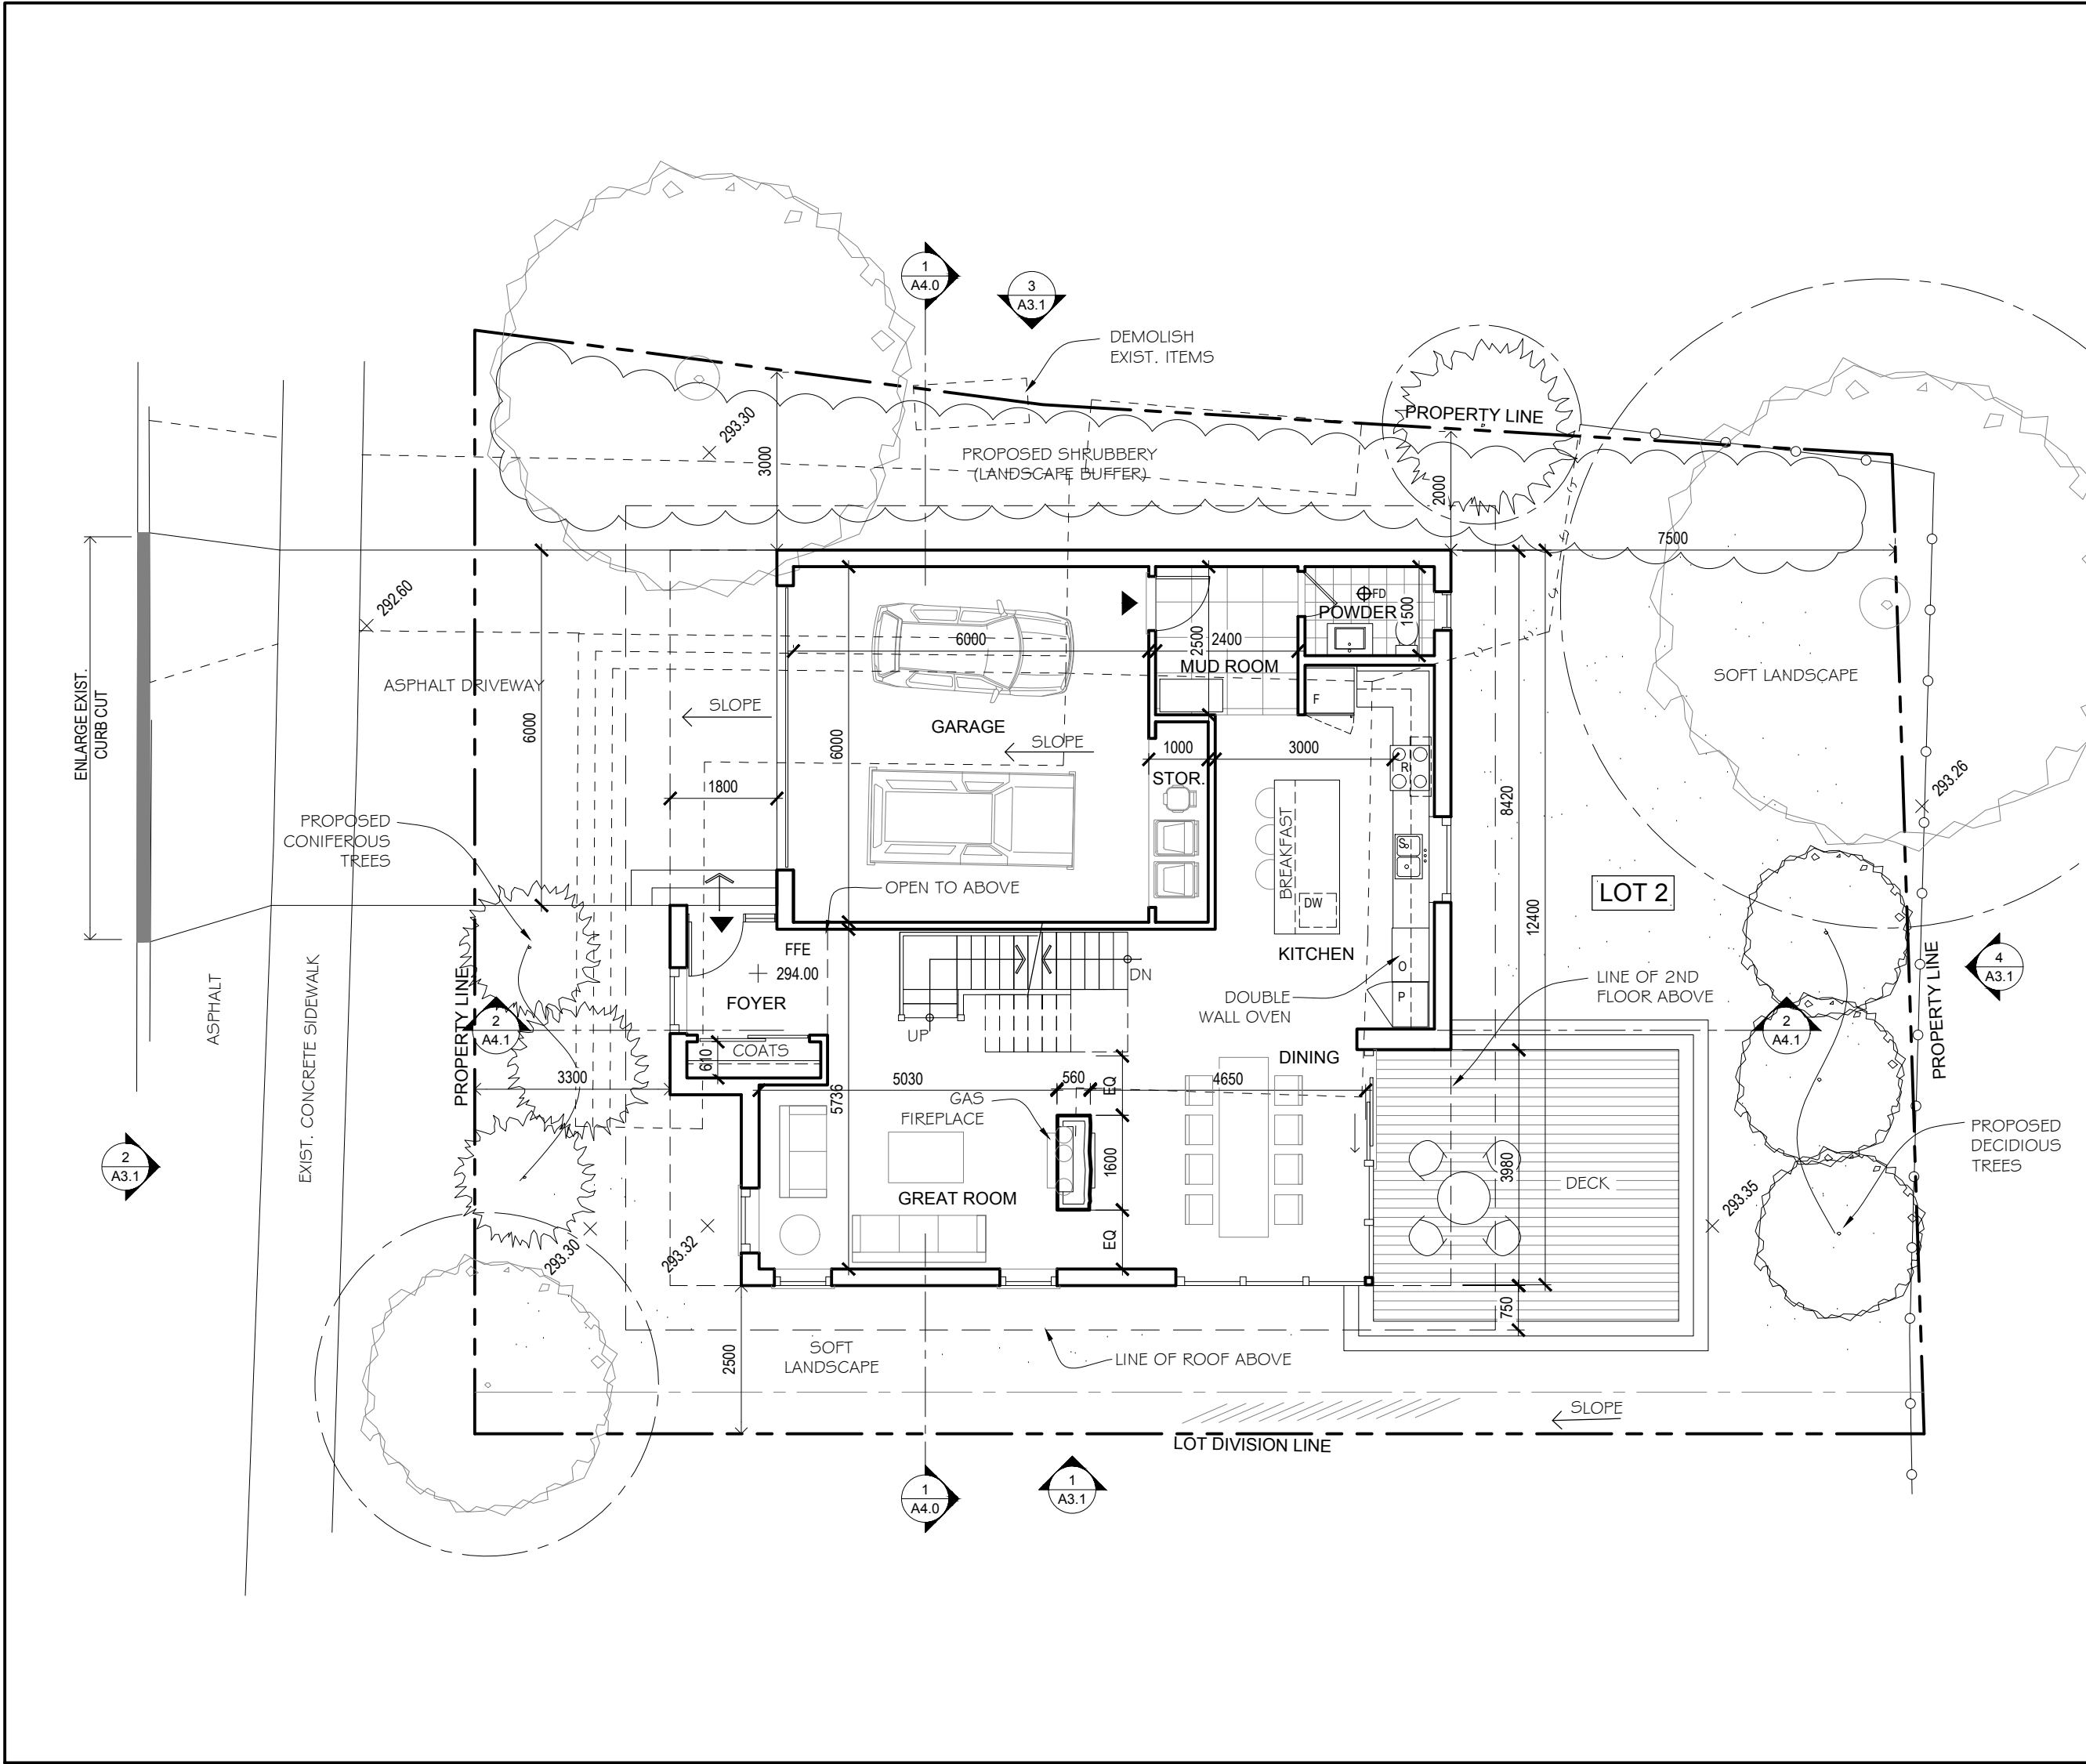 1
A4.0
3
A3.1
DEMOLISH
EXIST. ITEMS
PROPERTY LINE
293.30
3000
PROPOSED SHRUBBERY
(LANDSCAPE BUFFER)
2000
7500
292.60
ENLARGE EXIST.
CURB CUT
6000
ASPHALT DRIVEWAY
SLOPE
6000
6000
GARAGE
SLOPE
2500
2400
MUD ROOM
FD
POWDER
1500
F
SOFT LANDSCAPE
1000
3000
STOR.
R
1800
8420
293.26
PROPOSED
CONIFEROUS
TREES
BREAKFAST
S
DW
OPEN TO ABOVE
LOT 2
12400
FFE
294.00
FOYER
KITCHEN
O
P
DOUBLE
WALL OVEN
LINE OF 2ND
FLOOR ABOVE
PROPERTY LINE
4
A3.1
ASPHALT
EXIST. CONCRETE SIDEWALK
PROPERTY LINE
2
A4.1
UP
DN
2
A4.1
COATS
610
DINING
3300
5030
560
EQ
4650
5736
GAS
FIREPLACE
1600
EQ
2
A3.1
GREAT ROOM
3980
DECK
PROPOSED
DECIDIOUS
TREES
293.35
293.30
293.32
750
2500
SOFT
LANDSCAPE
LINE OF ROOF ABOVE
SLOPE
LOT DIVISION LINE
1
A4.0
1
A3.1